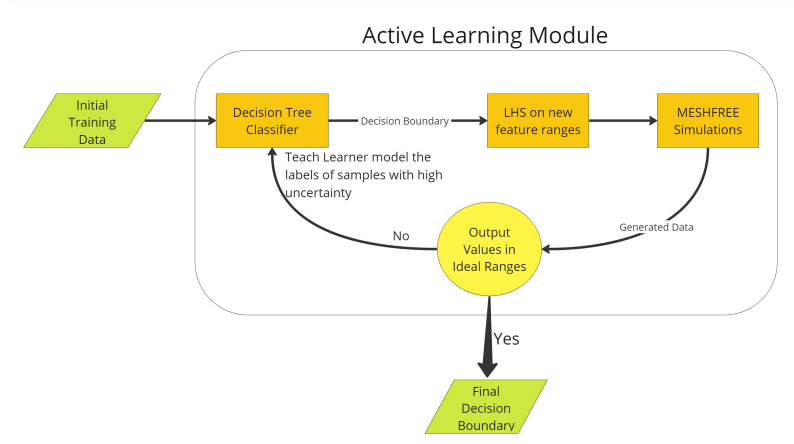 Active Learning Module
Initial
Training
Data
Decision Tree
Classifier
Decision Boundary
LHS on new
feature ranges
MESHFREE
Simulations
Teach Learner model the
labels of samples with high
uncertainty
No
Output
Values in
Ideal Ranges
Generated Data
Yes
Final
Decision
Boundary